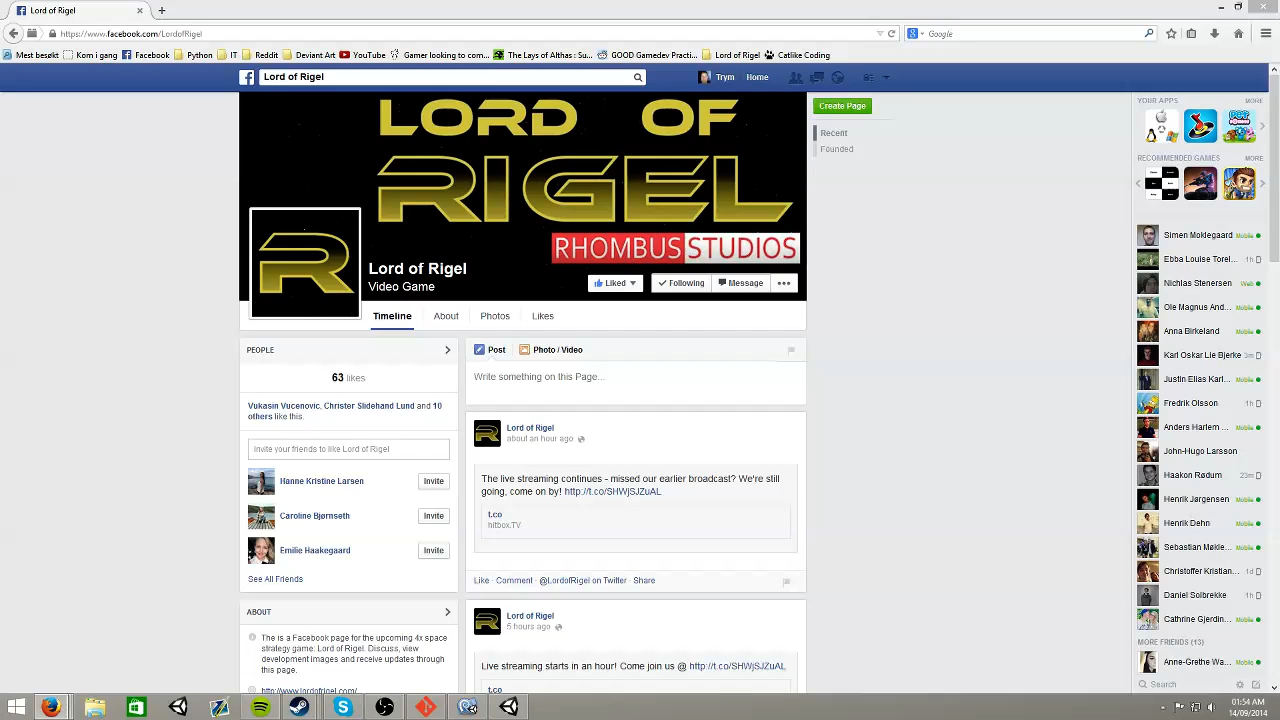 Lord of Rigel
https://www.facebook.com/LordofRigel
Google
Mest besøkt Kom i gang Facebook Python IT Reddit Deviant Art YouTube Gamer looking to com... The Lays of Althas : Su... GOOD Gamedev Practi... Lord of Rigel Catlike Coding
Lord of Rigel
Trym Home
LORD OF
RIGEL
RHOMBUS STUDIOS
R
Lord of Rigel
Video Game
Liked Following Message
Timeline About Photos Likes
Create Page
Recent
Founded
PEOPLE
63 likes
Vukasin Vucenovic, Christer Slidehand Lund and 10
others like this.
Invite your friends to like Lord of Rigel
Hanne Kristine Larsen Invite
Caroline Bjørnseth Invite
Emilie Haakegaard Invite
See All Friends
ABOUT
The is a Facebook page for the upcoming 4x space
strategy game: Lord of Rigel. Discuss, view
development images and receive updates through
this page.
http://www.lordofrigel.com/
Post Photo / Video
Write something on this Page...
Lord of Rigel
about an hour ago
The live streaming continues - missed our earlier broadcast? We're still
going, come on by! http://t.co/SHWjSJZuAL
t.co
hitbox.TV
Like · Comment · @LordofRigel on Twitter · Share
Lord of Rigel
5 hours ago
Live streaming starts in an hour! Come join us @ http://t.co/SHWjSJZuAL
t.co
YOUR APPS MORE
RECOMMENDED GAMES MORE
Simen Moklegaard Mobile
Ebba Louise Torel... 1h
Nichlas Stenersen Web
Ole Magnus And... Mobile
Anna Birkeland Mobile
Karl Oskar Lie Bjerke 3m
Justin Elias Karl... Mobile
Fredrik Olsson 1h
Anders Harlem ... Mobile
John-Hugo Larsson
Haakon Rødum 23m
Henrik Jørgensen Mobile
Henrik Dehn Mobile
Sebastian Møkle... Mobile
Christoffer Kristian... 1d
Daniel Solbrekke 1h
Cathrine Gjerdin... Mobile
MORE FRIENDS (13)
Anne-Grethe Wa... Mobile
Search
01:54 AM
14/09/2014